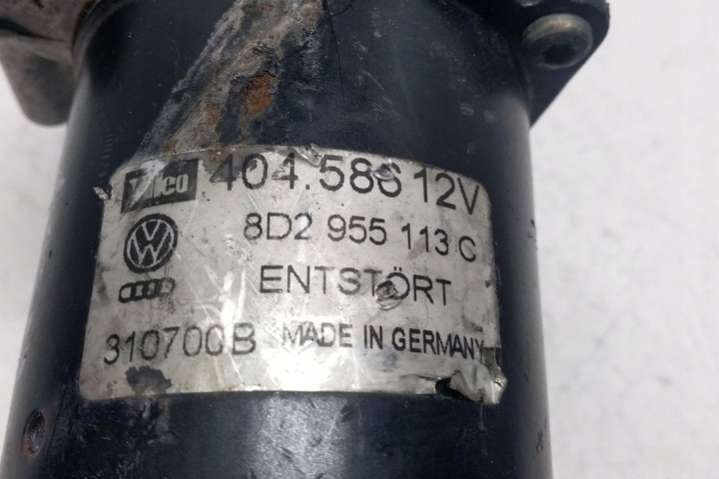 Valeo 404.586 12V
8D2 955 113 C
ENTSTÖRT
310700B MADE IN GERMANY